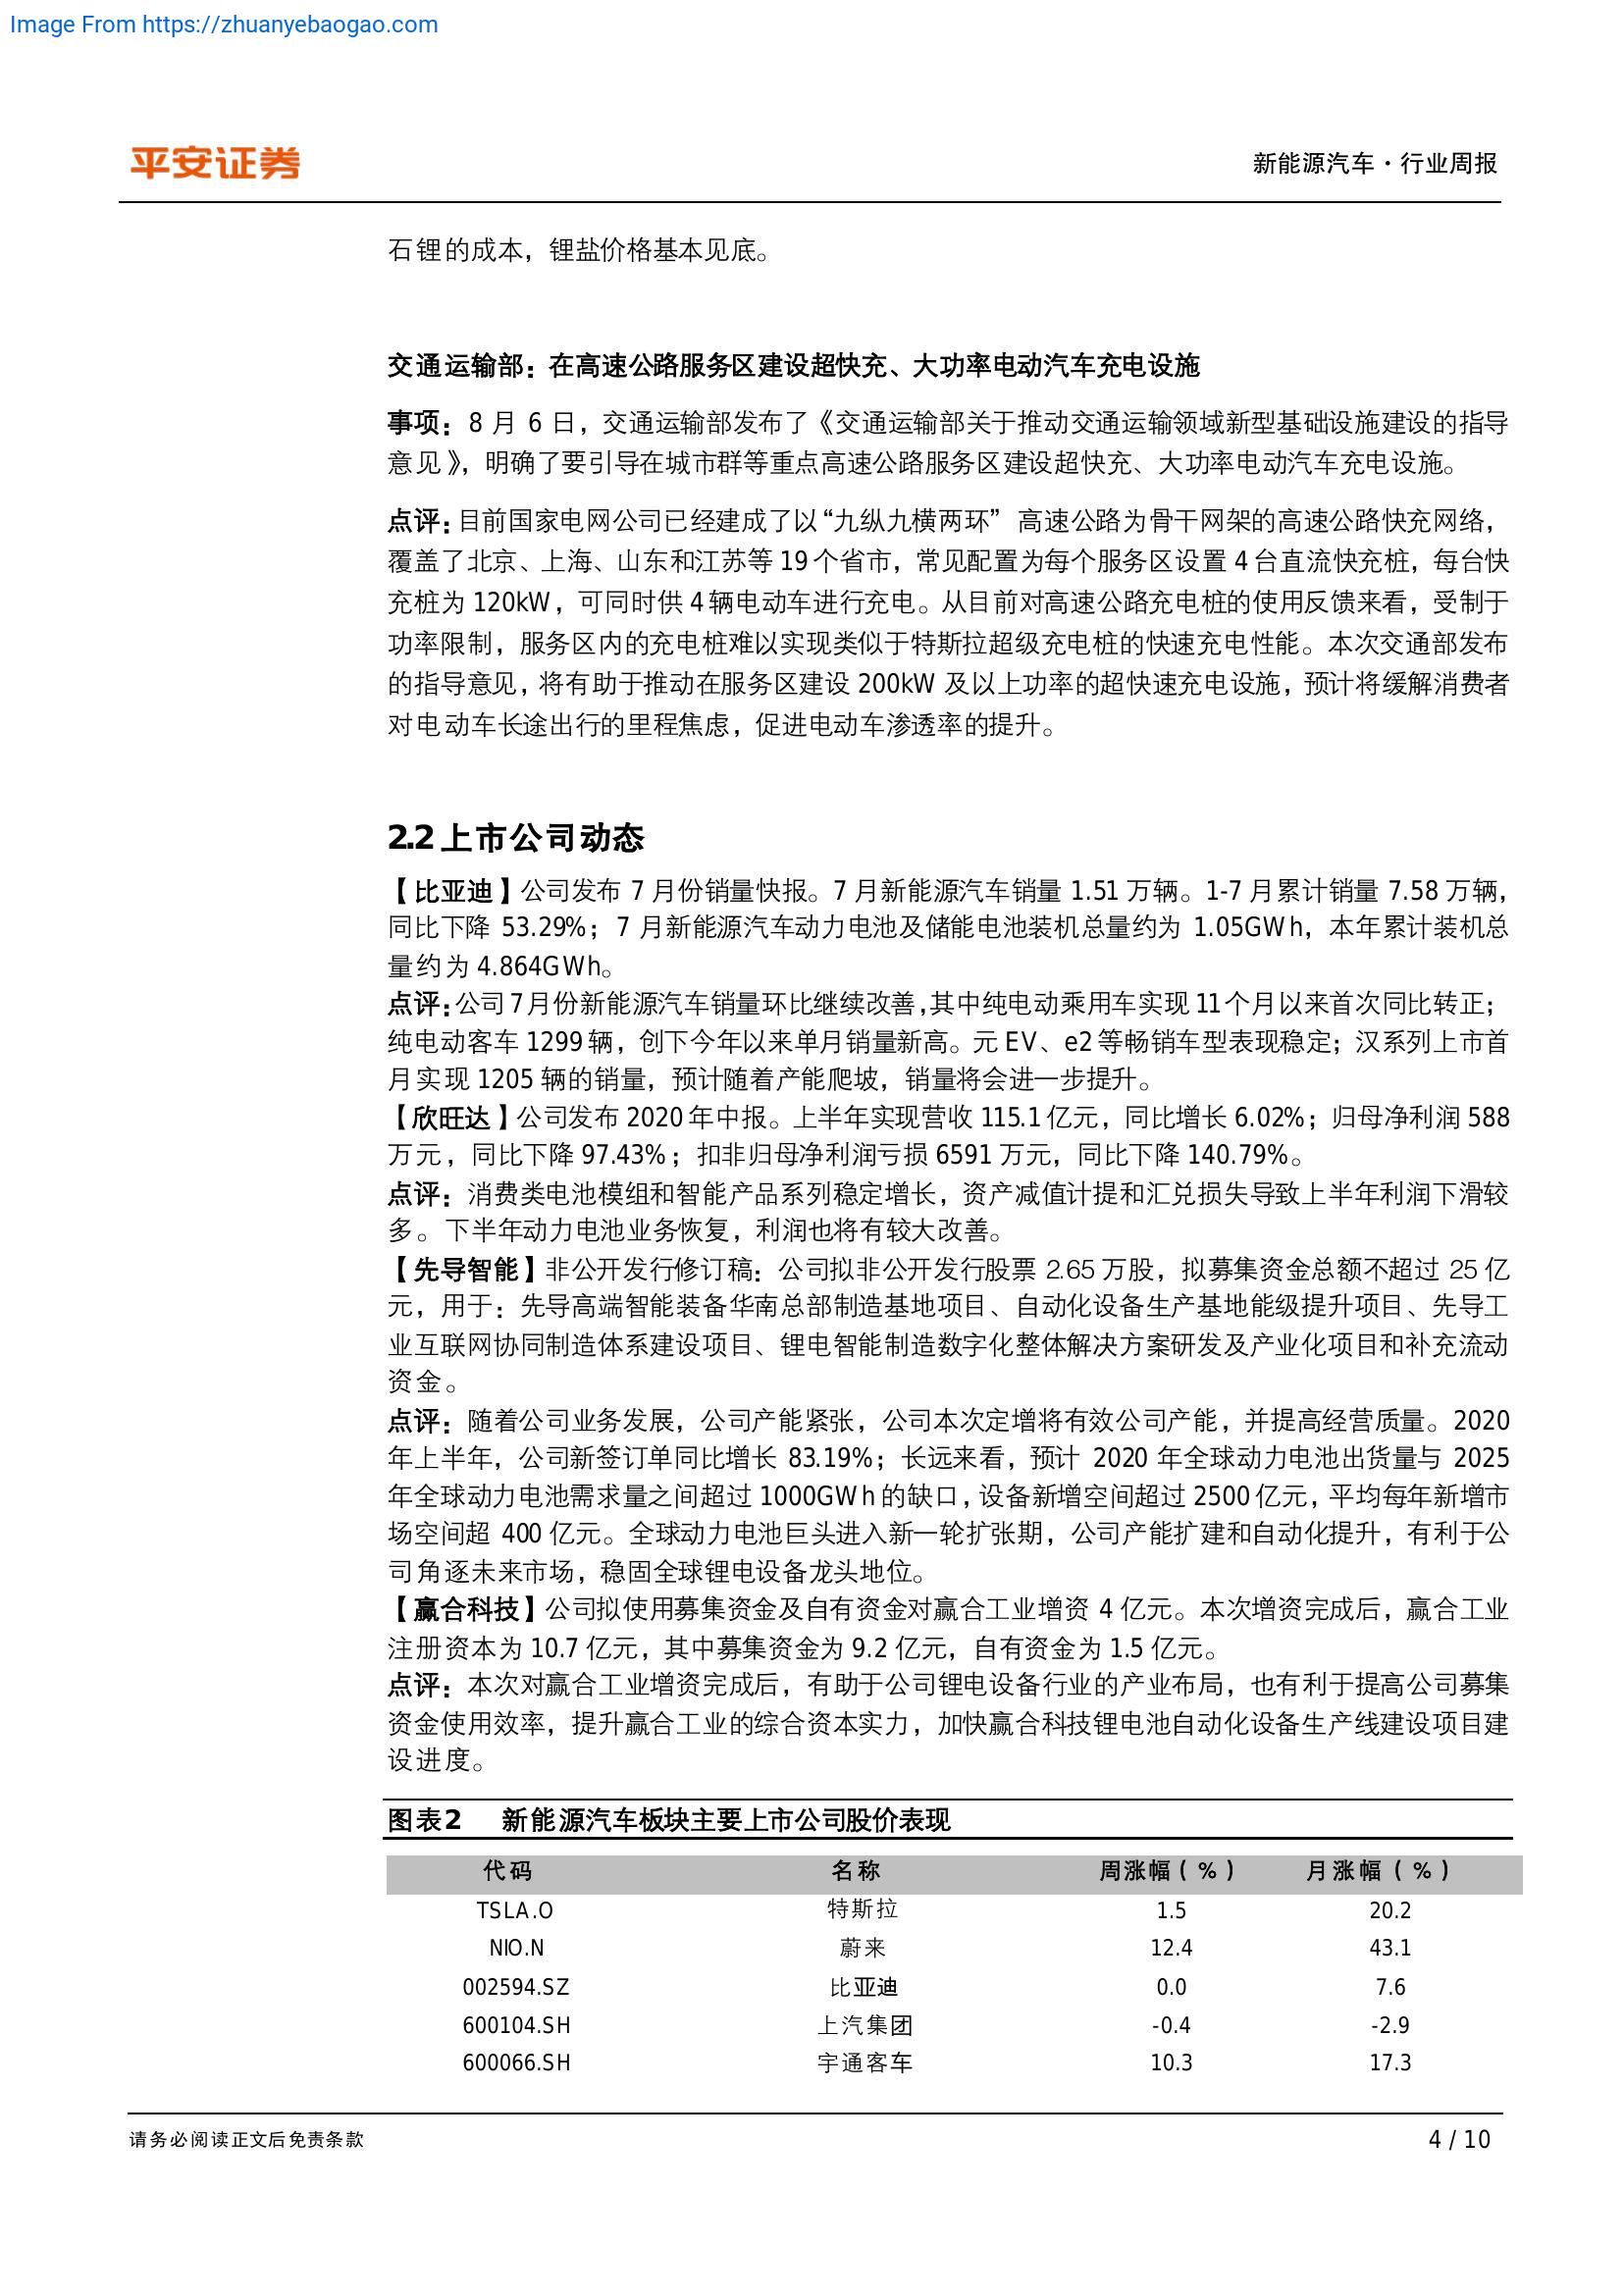 Image From https://zhuanyebaogao.com
平安证券
新能源汽车·行业周报
石锂的成本，锂盐价格基本见底。
交通运输部：在高速公路服务区建设超快充、大功率电动汽车充电设施
事项：8 月 6 日，交通运输部发布了《交通运输部关于推动交通运输领域新型基础设施建设的指导
意见》，明确了要引导在城市群等重点高速公路服务区建设超快充、大功率电动汽车充电设施。
点评：目前国家电网公司已经建成了以“九纵九横两环”高速公路为骨干网架的高速公路快充网络，
覆盖了北京、上海、山东和江苏等 19 个省市，常见配置为每个服务区设置 4 台直流快充桩，每台快
充桩为 120kW，可同时供 4 辆电动车进行充电。从目前对高速公路充电桩的使用反馈来看，受制于
功率限制，服务区内的充电桩难以实现类似于特斯拉超级充电桩的快速充电性能。本次交通部发布
的指导意见，将有助于推动在服务区建设 200kW 及以上功率的超快速充电设施，预计将缓解消费者
对电动车长途出行的里程焦虑，促进电动车渗透率的提升。
2.2 上市公司动态
【比亚迪】公司发布 7 月份销量快报。7 月新能源汽车销量 1.51 万辆。1-7 月累计销量 7.58 万辆，
同比下降 53.29%；7 月新能源汽车动力电池及储能电池装机总量约为 1.05GWh，本年累计装机总
量约为 4.864GWh。
点评：公司 7 月份新能源汽车销量环比继续改善，其中纯电动乘用车实现 11 个月以来首次同比转正；
纯电动客车 1299 辆，创下今年以来单月销量新高。元 EV、e2 等畅销车型表现稳定；汉系列上市首
月实现 1205 辆的销量，预计随着产能爬坡，销量将会进一步提升。
【欣旺达】公司发布 2020 年中报。上半年实现营收 115.1 亿元，同比增长 6.02%；归母净利润 588
万元，同比下降 97.43%；扣非归母净利润亏损 6591 万元，同比下降 140.79%。
点评：消费类电池模组和智能产品系列稳定增长，资产减值计提和汇兑损失导致上半年利润下滑较
多。下半年动力电池业务恢复，利润也将有较大改善。
【先导智能】非公开发行修订稿：公司拟非公开发行股票 2.65 万股，拟募集资金总额不超过 25 亿
元，用于：先导高端智能装备华南总部制造基地项目、自动化设备生产基地能级提升项目、先导工
业互联网协同制造体系建设项目、锂电智能制造数字化整体解决方案研发及产业化项目和补充流动
资金。
点评：随着公司业务发展，公司产能紧张，公司本次定增将有效公司产能，并提高经营质量。2020
年上半年，公司新签订单同比增长 83.19%；长远来看，预计 2020 年全球动力电池出货量与 2025
年全球动力电池需求量之间超过 1000GWh 的缺口，设备新增空间超过 2500 亿元，平均每年新增市
场空间超 400 亿元。全球动力电池巨头进入新一轮扩张期，公司产能扩建和自动化提升，有利于公
司角逐未来市场，稳固全球锂电设备龙头地位。
【赢合科技】公司拟使用募集资金及自有资金对赢合工业增资 4 亿元。本次增资完成后，赢合工业
注册资本为 10.7 亿元，其中募集资金为 9.2 亿元，自有资金为 1.5 亿元。
点评：本次对赢合工业增资完成后，有助于公司锂电设备行业的产业布局，也有利于提高公司募集
资金使用效率，提升赢合工业的综合资本实力，加快赢合科技锂电池自动化设备生产线建设项目建
设进度。
图表2 新能源汽车板块主要上市公司股价表现
代码 名称 周涨幅（%） 月涨幅（%）
TSLA.O 特斯拉 1.5 20.2
NIO.N 蔚来 12.4 43.1
002594.SZ 比亚迪 0.0 7.6
600104.SH 上汽集团 -0.4 -2.9
600066.SH 宇通客车 10.3 17.3
请务必阅读正文后免责条款
4 / 10